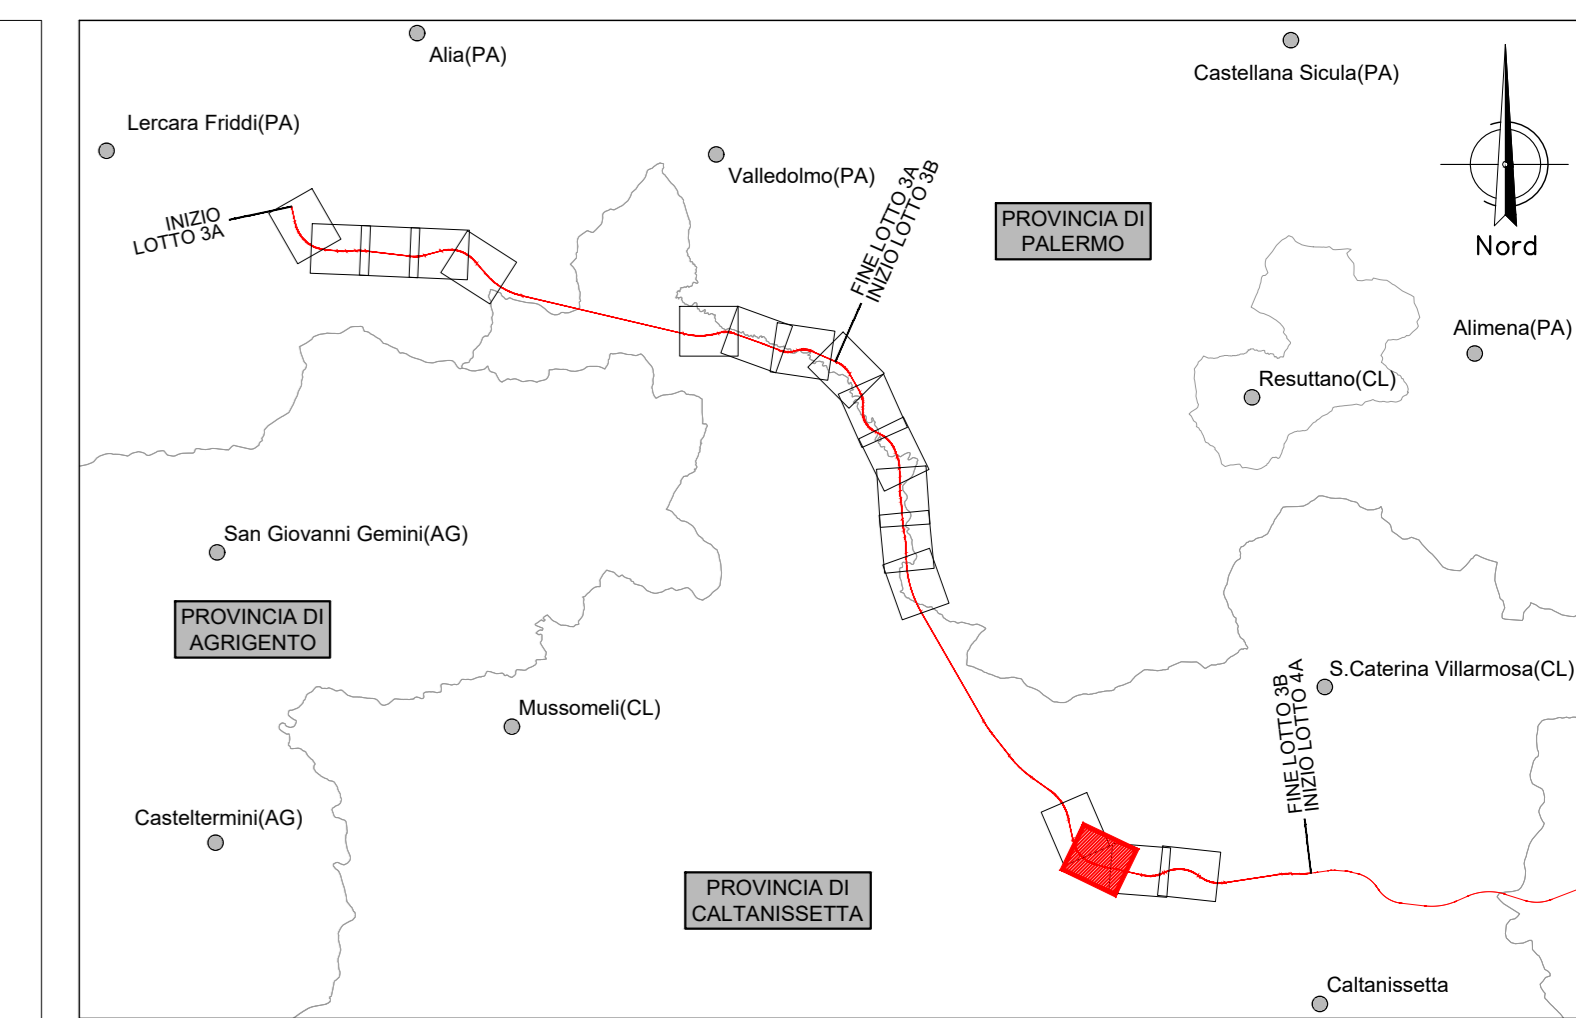 Alia(PA)
Castellana Sicula(PA)
Lercara Friddi(PA)
Valledolmo(PA)
INIZIO
LOTTO 3A
FINE LOTTO 3A
INIZIO LOTTO 3B
PROVINCIA DI
PALERMO
Nord
Alimena(PA)
Resuttano(CL)
San Giovanni Gemini(AG)
PROVINCIA DI
AGRIGENTO
S.Caterina Villarmosa(CL)
FINE LOTTO 3B
INIZIO LOTTO 4A
Mussomeli(CL)
Casteltermini(AG)
PROVINCIA DI
CALTANISSETTA
Caltanissetta